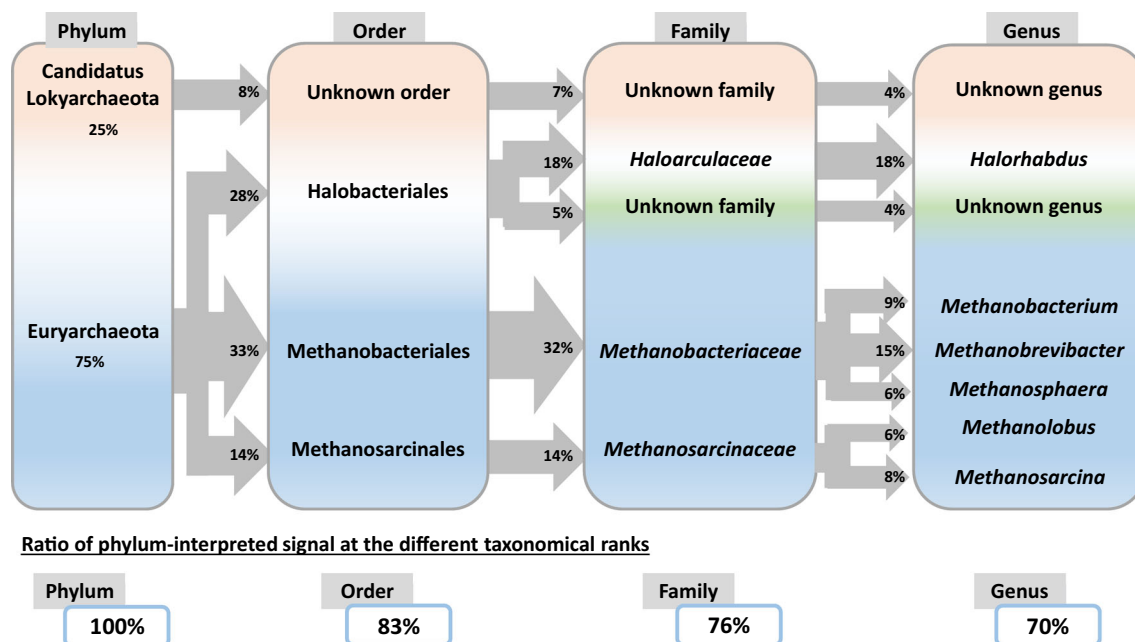 Phylum
Order
Family
Genus
Candidatus
Lokyarchaeota
25%
8%
Unknown order
7%
Unknown family
4%
Unknown genus
28%
Halobacteriales
18%
Haloarculaceae
18%
Halorhabdus
5%
Unknown family
4%
Unknown genus
Euryarchaeota
75%
33%
Methanobacteriales
32%
Methanobacteriaceae
9%
Methanobacterium
15%
Methanobrevibacter
6%
Methanosphaera
14%
Methanosarcinales
14%
Methanosarcinaceae
6%
Methanolobus
8%
Methanosarcina
Ratio of phylum-interpreted signal at the different taxonomical ranks
Phylum
100%
Order
83%
Family
76%
Genus
70%